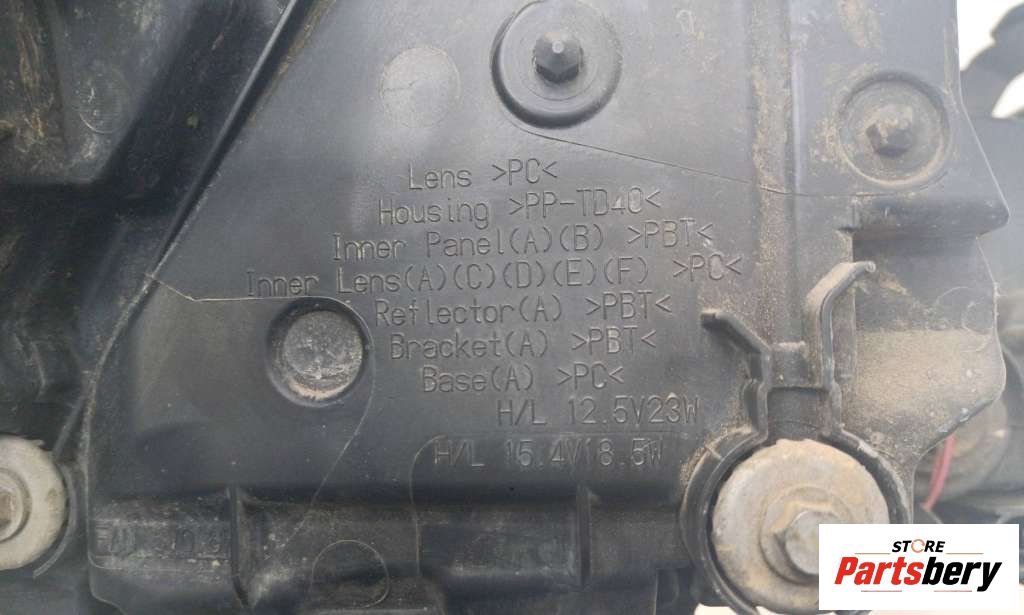 Lens >PC<
Housing >PP-TD40<
Inner Panel(A)(B) >PBT<
Inner Lens(A)(C)(D)(E)(F) >PC<
Reflector(A) >PBT<
Bracket(A) >PBT<
Base(A) >PC<
H/L 12.5V23W
H/L 15.4V18.5W
STORE
Partsbery